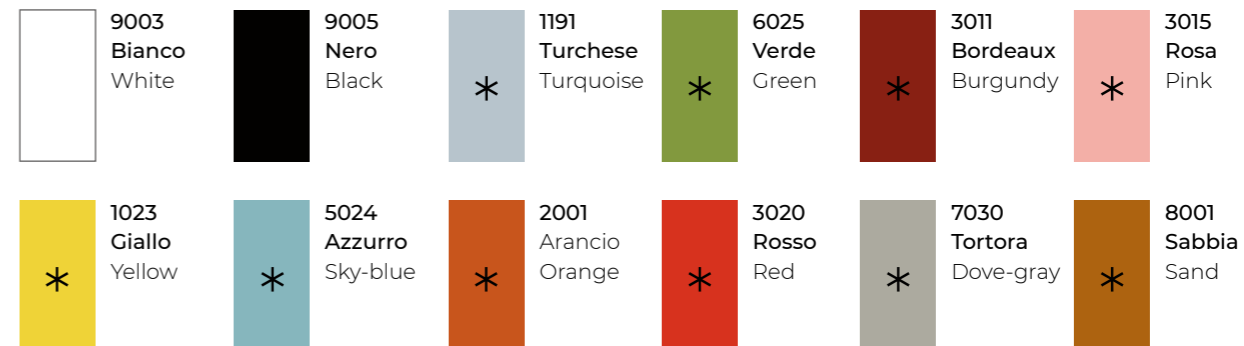 9003
Bianco
White
9005
Nero
Black
1191
Turchese
Turquoise
*
6025
Verde
Green
*
3011
Bordeaux
Burgundy
*
3015
Rosa
Pink
*
1023
Giallo
Yellow
*
5024
Azzurro
Sky-blue
*
2001
Arancio
Orange
*
3020
Rosso
Red
*
7030
Tortora
Dove-gray
*
8001
Sabbia
Sand
*